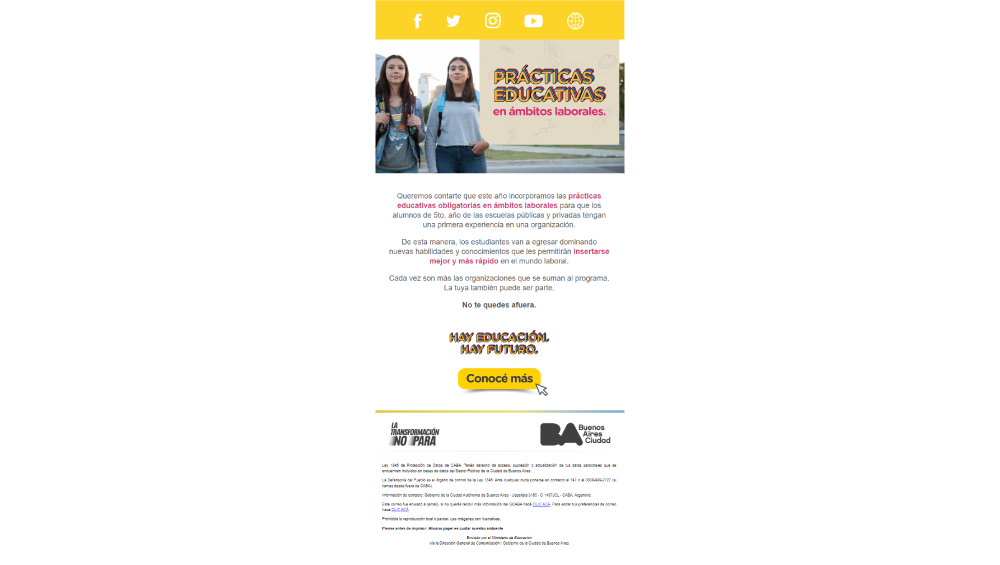 PRÁCTICAS
EDUCATIVAS
en ámbitos laborales.
Queremos contarte que este año incorporamos las prácticas
educativas obligatorias en ámbitos laborales para que los
alumnos de 5to. año de las escuelas públicas y privadas tengan
una primera experiencia en una organización.
De esta manera, los estudiantes van a egresar dominando
nuevas habilidades y conocimientos que les permitirán insertarse
mejor y más rápido en el mundo laboral.
Cada vez son más las organizaciones que se suman al programa.
La tuya también puede ser parte.
No te quedes afuera.
HAY EDUCACIÓN,
HAY FUTURO.
Conocé más
LA
TRANSFORMACIÓN
NO PARA
BA Buenos
Aires
Ciudad
Ley 1845 de Protección de Datos de CABA. Tenés derecho de acceso, supresión o actualización de tus datos personales que se
encuentren incluidos en bases de datos del Sector Público de la Ciudad de Buenos Aires.
La Defensoría del Pueblo es el órgano de control de la Ley 1845. Ante cualquier duda ponerse en contacto al 147 o al 0800-999-2727 (si
llamas desde fuera de CABA).
Información de contacto: Gobierno de la Ciudad Autónoma de Buenos Aires - Uspallata 3160 - C 1437JCL - CABA, Argentina.
Este correo fue enviado a (email), si no querés recibir más información del GCABA hacé CLIC ACÁ. Para editar tus preferencias de correo
hacé CLIC ACÁ.
Prohibida la reproducción total o parcial. Las imágenes son ilustrativas.
Piense antes de imprimir. Ahorrar papel es cuidar nuestro ambiente
Enviado por el Ministerio de Educación
vía la Dirección General de Comunicación | Gobierno de la Ciudad de Buenos Aires